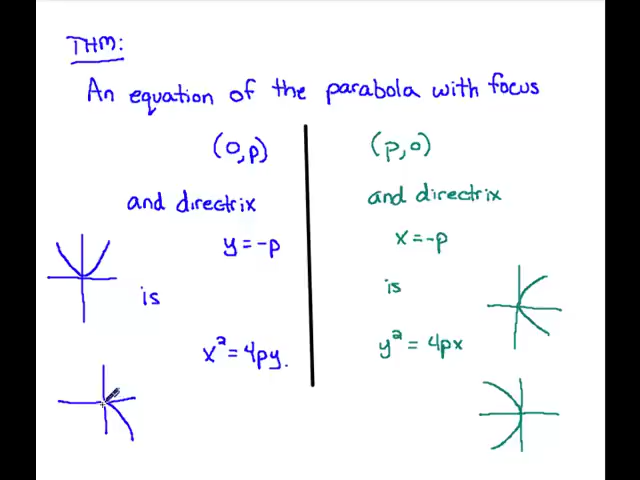 THM:
An equation of the parabola with focus
(0,p)
and directrix
y = -p
is
x² = 4py.
(p,0)
and directrix
x = -p
is
y² = 4px